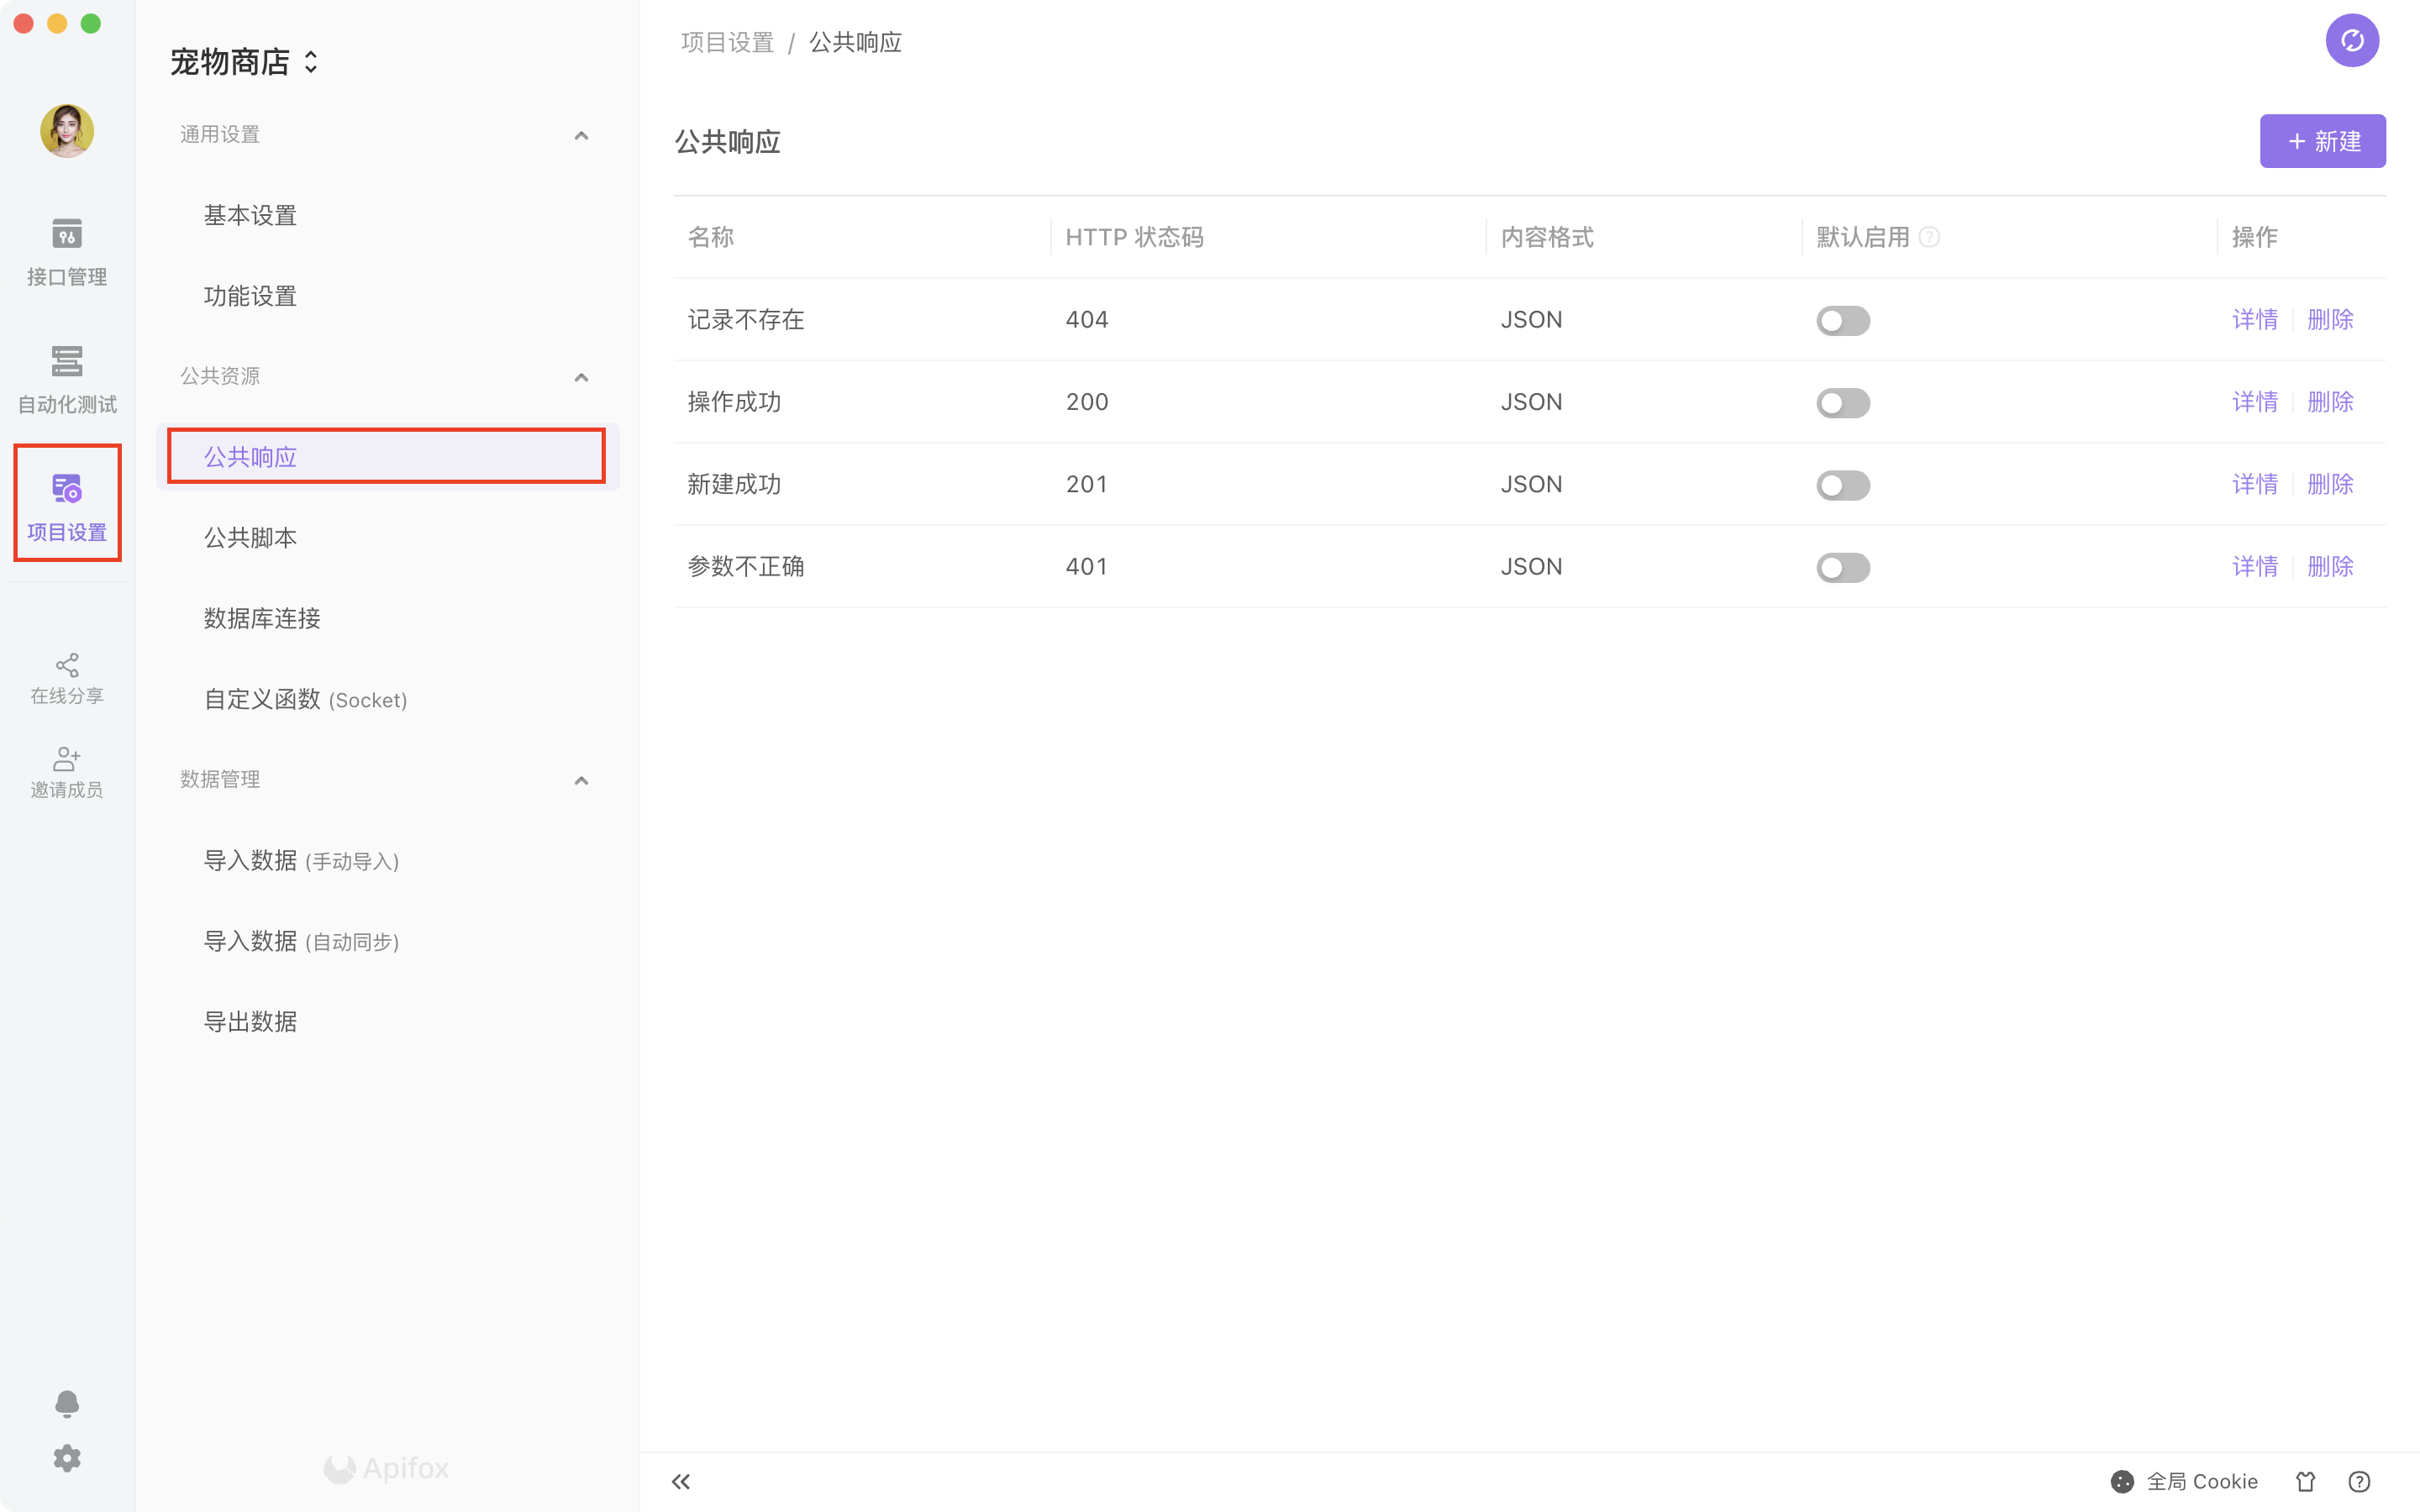 接口管理
自动化测试
项目设置
在线分享
邀请成员
宠物商店
通用设置
基本设置
功能设置
公共资源
公共响应
公共脚本
数据库连接
自定义函数 (Socket)
数据管理
导入数据 (手动导入)
导入数据 (自动同步)
导出数据
Apifox
项目设置 / 公共响应
公共响应
+ 新建
名称 HTTP 状态码 内容格式 默认启用 ? 操作
记录不存在 404 JSON 详情 删除
操作成功 200 JSON 详情 删除
新建成功 201 JSON 详情 删除
参数不正确 401 JSON 详情 删除
全局 Cookie ?